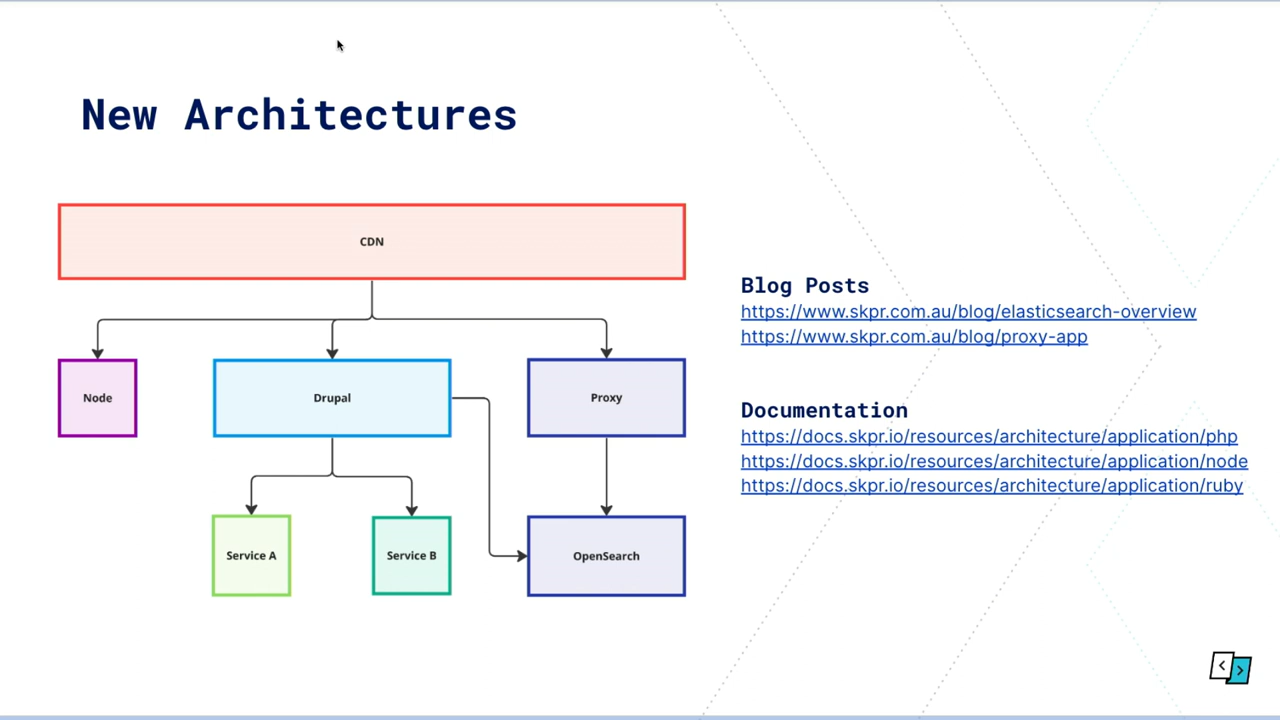 New Architectures
CDN
Node
Drupal
Proxy
Service A
Service B
OpenSearch
Blog Posts
https://www.skpr.com.au/blog/elasticsearch-overview
https://www.skpr.com.au/blog/proxy-app
Documentation
https://docs.skpr.io/resources/architecture/application/php
https://docs.skpr.io/resources/architecture/application/node
https://docs.skpr.io/resources/architecture/application/ruby